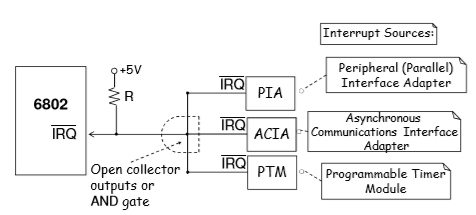 Interrupt Sources:
+5V
R
6802
IRQ
IRQ
PIA
Peripheral (Parallel)
Interface Adapter
IRQ
ACIA
Asynchronous
Communications Interface
Adapter
IRQ
PTM
Programmable Timer
Module
Open collector
outputs or
AND gate